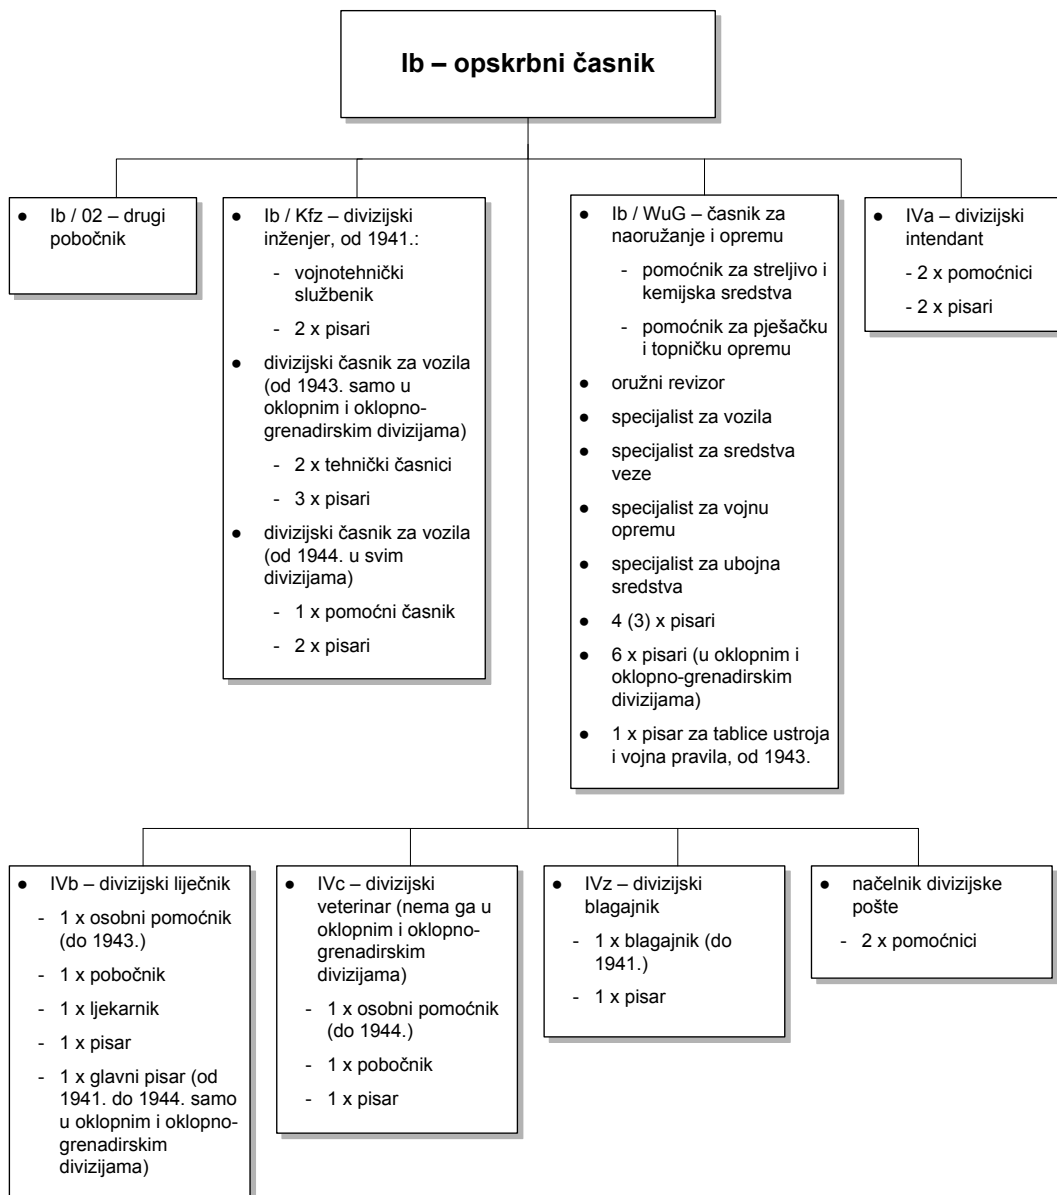 Ib – opskrbni časnik
● Ib / 02 – drugi
pobočnik
● Ib / Kfz – divizijski
inženjer, od 1941.:
- vojnotehnički
službenik
- 2 x pisari
● divizijski časnik za vozila
(od 1943. samo u
oklopnim i oklopno-
grenadirskim divizijama)
- 2 x tehnički časnici
- 3 x pisari
● divizijski časnik za vozila
(od 1944. u svim
divizijama)
- 1 x pomoćni časnik
- 2 x pisari
● Ib / WuG – časnik za
naoružanje i opremu
- pomoćnik za streljivo i
kemijska sredstva
- pomoćnik za pješačku
i topničku opremu
● oružni revizor
● specijalist za vozila
● specijalist za sredstva
veze
● specijalist za vojnu
opremu
● specijalist za ubojna
sredstva
● 4 (3) x pisari
● 6 x pisari (u oklopnim i
oklopno-grenadirskim
divizijama)
● 1 x pisar za tablice ustroja
i vojna pravila, od 1943.
● IVa – divizijski
intendant
- 2 x pomoćnici
- 2 x pisari
● IVb – divizijski liječnik
- 1 x osobni pomoćnik
(do 1943.)
- 1 x pobočnik
- 1 x ljekarnik
- 1 x pisar
- 1 x glavni pisar (od
1941. do 1944. samo
u oklopnim i oklopno-
grenadirskim
divizijama)
● IVc – divizijski
veterinar (nema ga u
oklopnim i oklopno-
grenadirskim
divizijama)
- 1 x osobni pomoćnik
(do 1944.)
- 1 x pobočnik
- 1 x pisar
● IVz – divizijski
blagajnik
- 1 x blagajnik (do
1941.)
- 1 x pisar
● načelnik divizijske
pošte
- 2 x pomoćnici